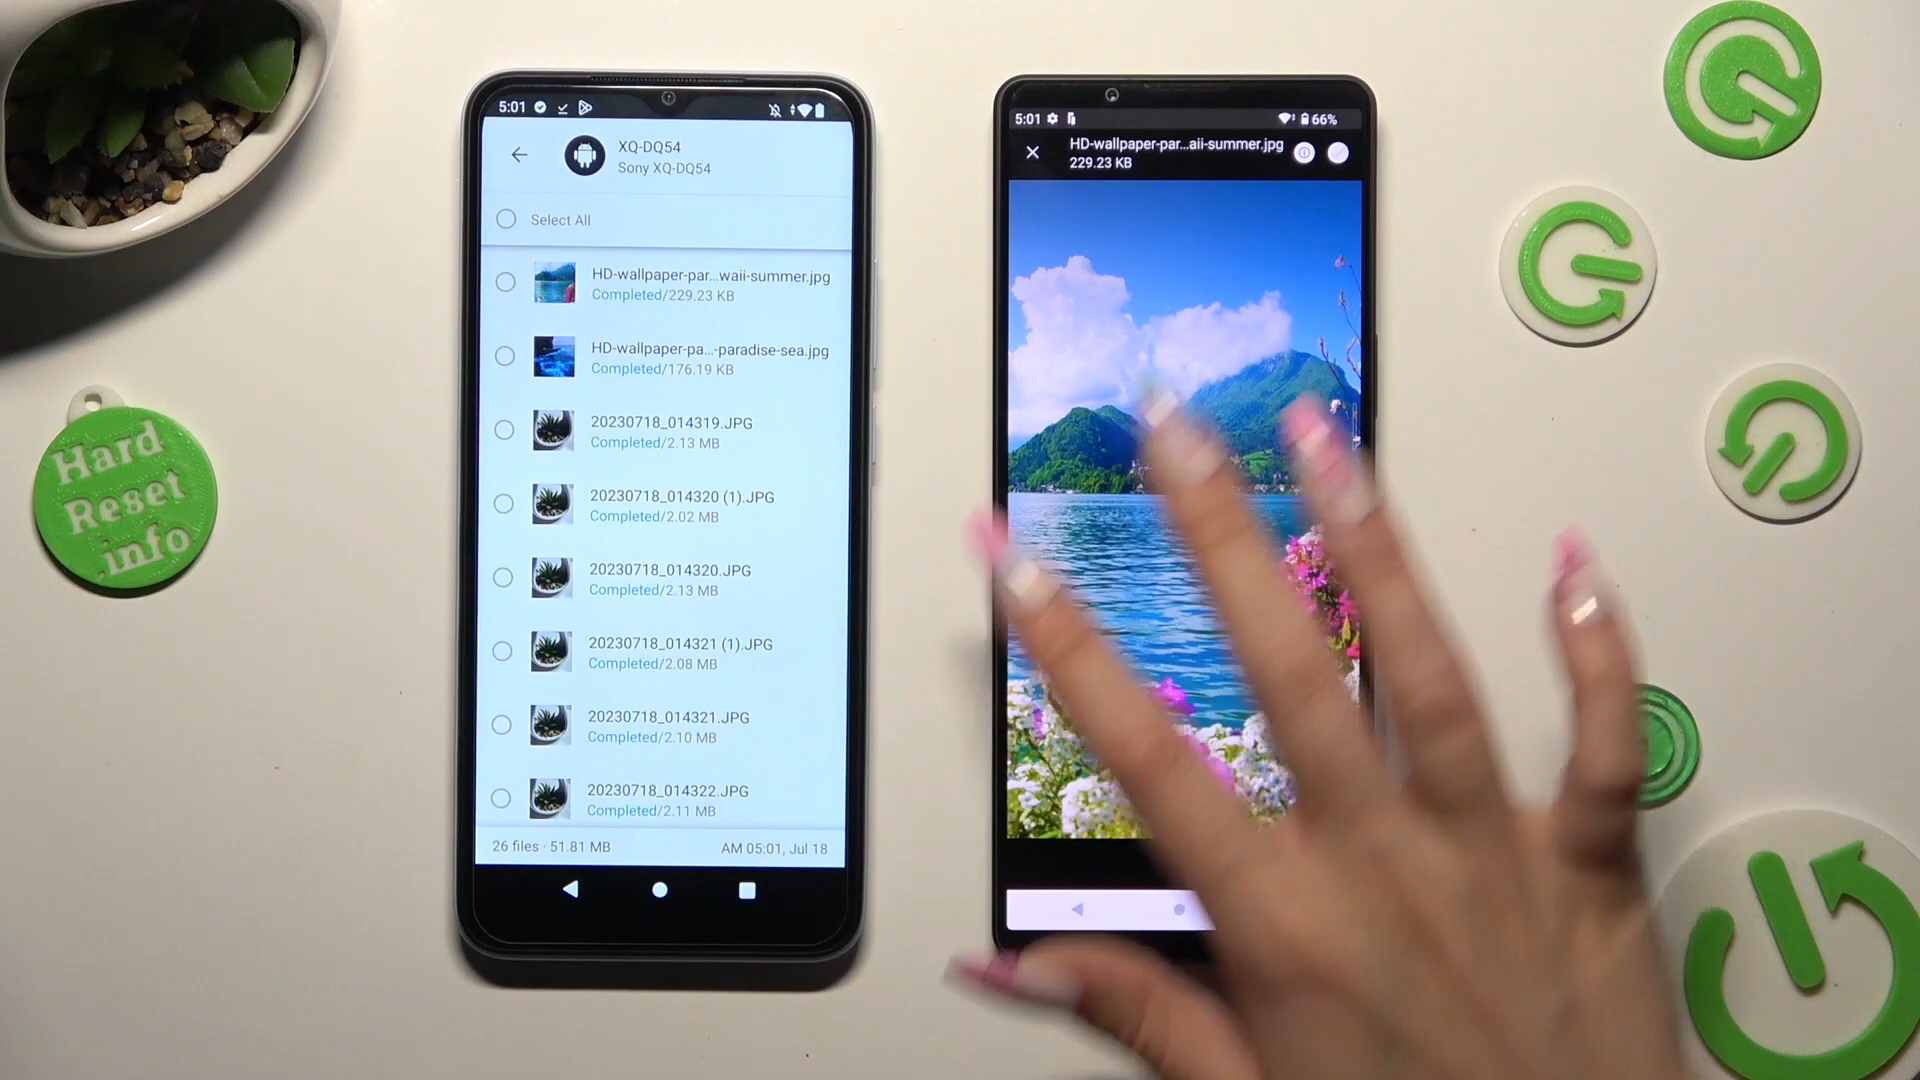 Hard
Reset
.info
5:01
XQ-DQ54
Sony XQ-DQ54
Select All
HD-wallpaper-par...waii-summer.jpg
Completed/229.23 KB
HD-wallpaper-pa...-paradise-sea.jpg
Completed/176.19 KB
20230718_014319.JPG
Completed/2.13 MB
20230718_014320 (1).JPG
Completed/2.02 MB
20230718_014320.JPG
Completed/2.13 MB
20230718_014321 (1).JPG
Completed/2.08 MB
20230718_014321.JPG
Completed/2.10 MB
20230718_014322.JPG
Completed/2.11 MB
26 files · 51.81 MB
AM 05:01, Jul 18
5:01
66%
HD-wallpaper-par...aii-summer.jpg
229.23 KB